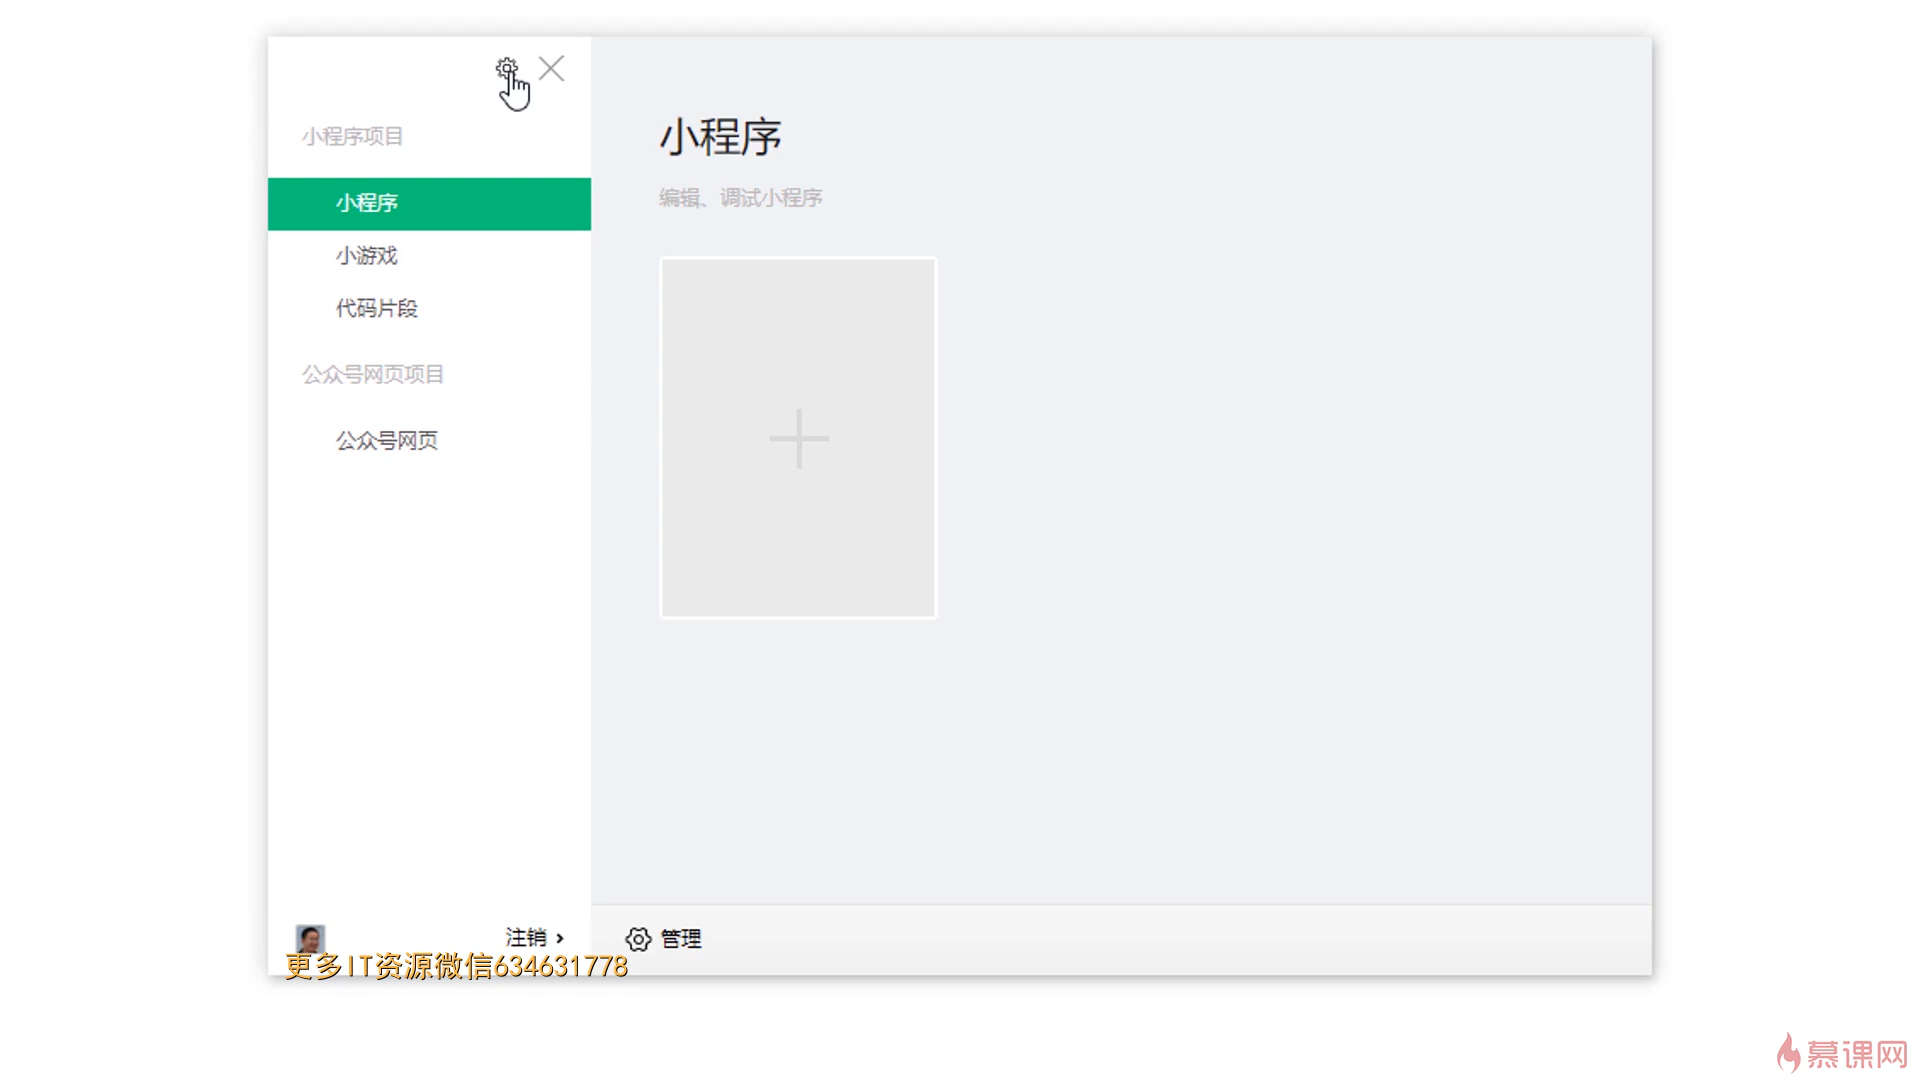 小程序项目
小程序
小游戏
代码片段
公众号网页项目
公众号网页
注销
小程序
编辑、调试小程序
管理
更多IT资源微信634631778
慕课网